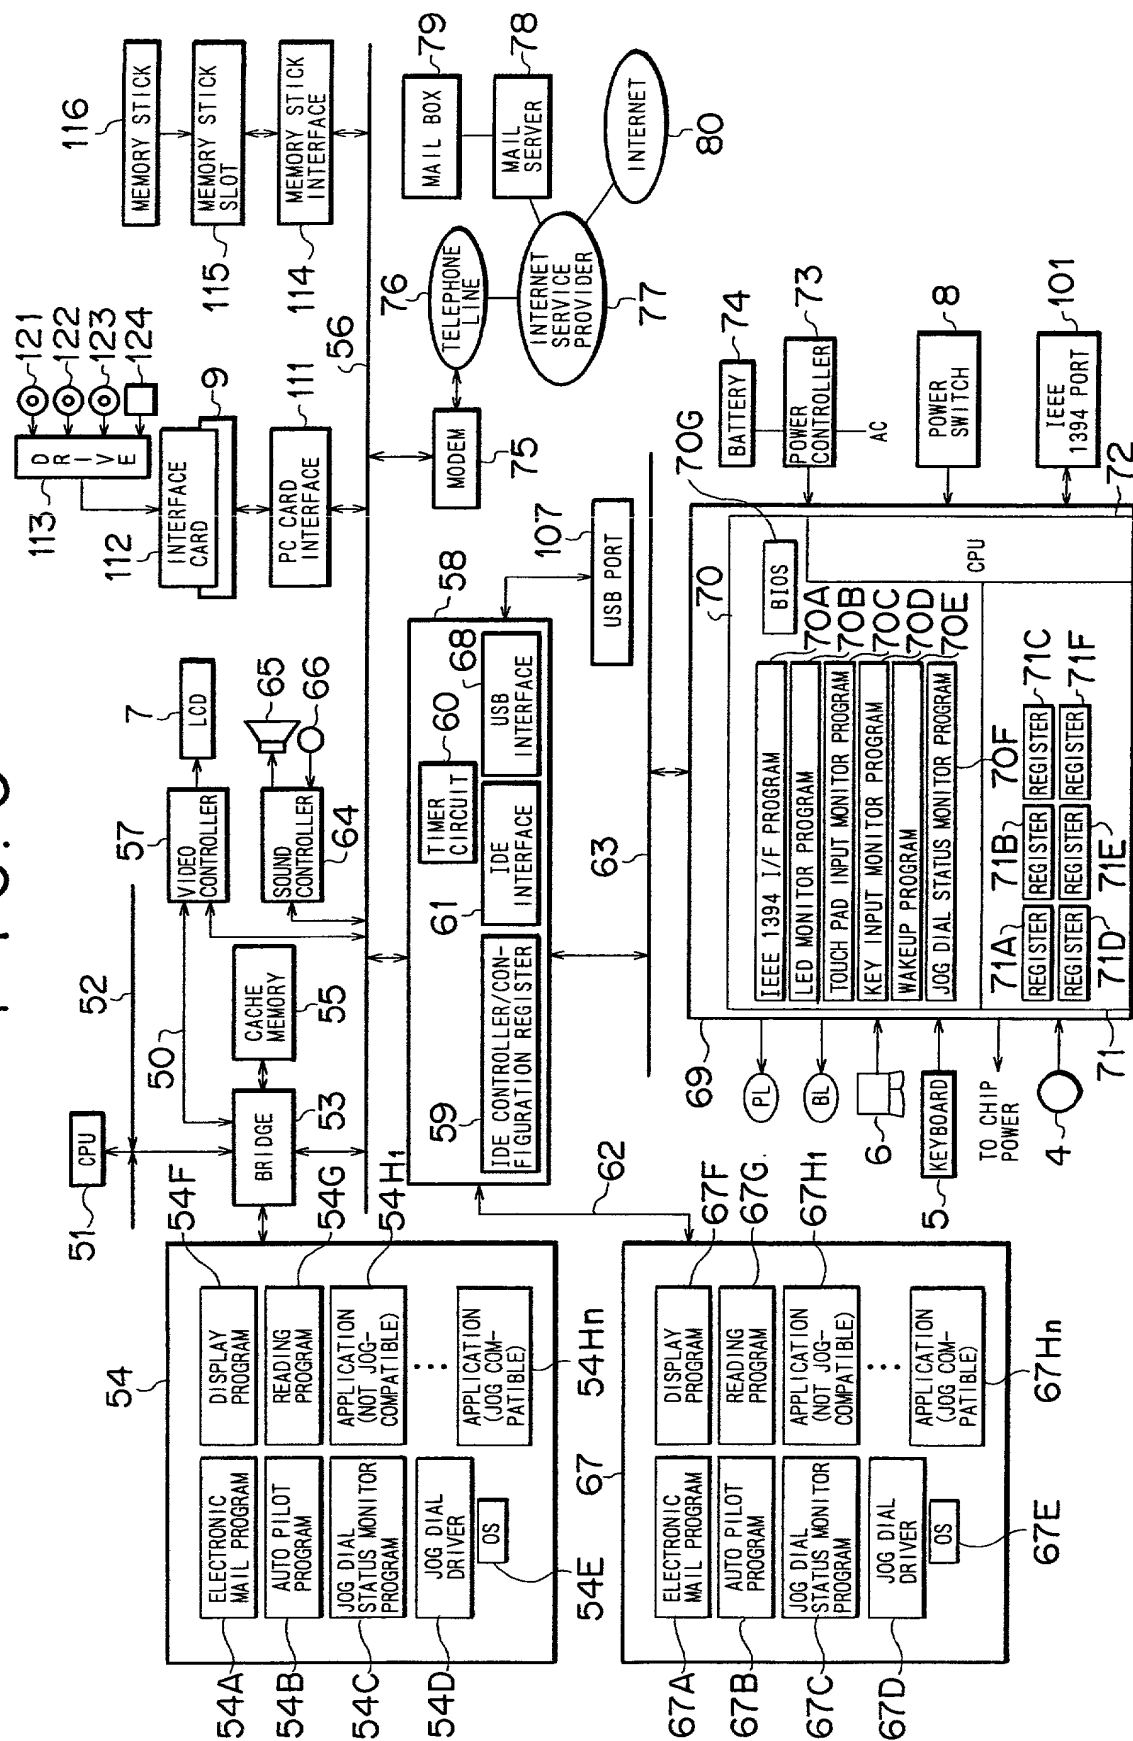 51
CPU
52
50
57
VIDEO
CONTROLLER
7
LCD
65
66
SOUND
CONTROLLER
64
CACHE
MEMORY
55
BRIDGE
53
113
DRIVE
121
122
123
124
112
INTERFACE
CARD
9
PC CARD
INTERFACE
111
116
MEMORY STICK
MEMORY STICK
SLOT
115
MEMORY STICK
INTERFACE
114
56
54
54A
ELECTRONIC
MAIL PROGRAM
54B
AUTO PILOT
PROGRAM
54C
JOG DIAL
STATUS MONITOR
PROGRAM
54D
JOG DIAL
DRIVER
OS
54E
54F
DISPLAY
PROGRAM
54G
READING
PROGRAM
54H1
APPLICATION
(NOT JOG-
COMPATIBLE)
APPLICATION
(JOG COM-
PATIBLE)
54Hn
58
59
IDE CONTROLLER/CON-
FIGURATION REGISTER
60
TIMER
CIRCUIT
61
IDE
INTERFACE
68
USB
INTERFACE
62
107
USB PORT
63
MODEM
75
76
TELEPHONE
LINE
INTERNET
SERVICE
PROVIDER
77
MAIL BOX
79
MAIL
SERVER
78
INTERNET
80
67
67A
ELECTRONIC
MAIL PROGRAM
67B
AUTO PILOT
PROGRAM
67C
JOG DIAL
STATUS MONITOR
PROGRAM
67D
JOG DIAL
DRIVER
OS
67E
67F
DISPLAY
PROGRAM
67G.
READING
PROGRAM
67H1
APPLICATION
(NOT JOG-
COMPATIBLE)
APPLICATION
(JOG COM-
PATIBLE)
67Hn
69
PL
BL
6
5
KEYBOARD
TO CHIP
POWER
4
70
BIOS
70G
IEEE 1394 I/F PROGRAM
70A
LED MONITOR PROGRAM
70B
TOUCH PAD INPUT MONITOR PROGRAM
70C
KEY INPUT MONITOR PROGRAM
70D
WAKEUP PROGRAM
70E
JOG DIAL STATUS MONITOR PROGRAM
70F
CPU
72
71
71A
REGISTER
71B
REGISTER
71C
REGISTER
REGISTER
71D
REGISTER
71E
REGISTER
71F
BATTERY
74
POWER
CONTROLLER
73
AC
POWER
SWITCH
8
IEEE
1394 PORT
101